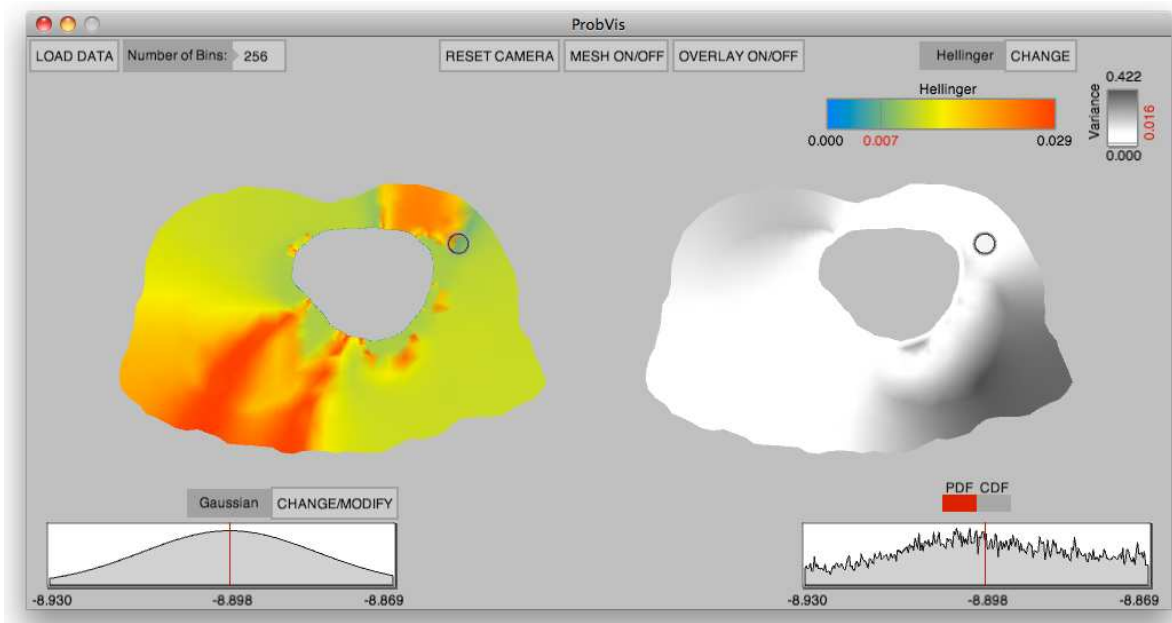 ProbVis
LOAD DATA Number of Bins: 256 RESET CAMERA MESH ON/OFF OVERLAY ON/OFF Hellinger CHANGE
Hellinger
0.000 0.007 0.029
0.422
Variance
0.016
0.000
Gaussian CHANGE/MODIFY
-8.930 -8.898 -8.869
PDF CDF
-8.930 -8.898 -8.869